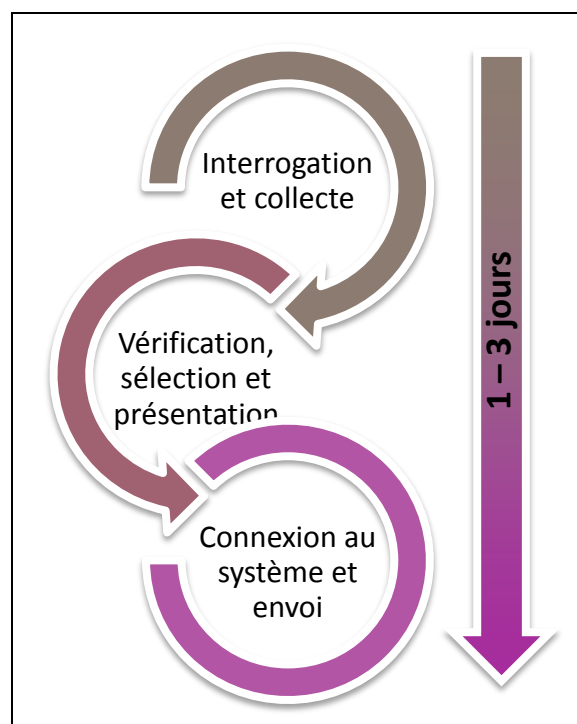 Interrogation
et collecte
Vérification,
sélection et
présentation
Connexion au
système et
envoi
1 – 3 jours